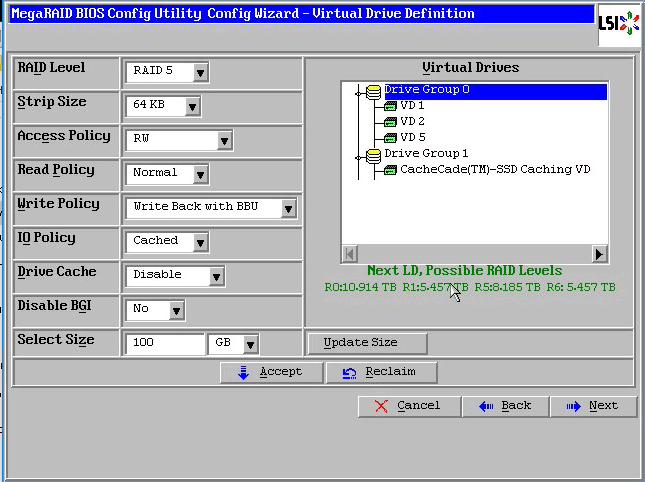 MegaRAID BIOS Config Utility Config Wizard – Virtual Drive Definition
LSI
RAID Level
RAID 5
Strip Size
64 KB
Access Policy
RW
Read Policy
Normal
Write Policy
Write Back with BBU
IO Policy
Cached
Drive Cache
Disable
Disable BGI
No
Select Size
100
GB
Virtual Drives
Drive Group 0
VD 1
VD 2
VD 5
Drive Group 1
CacheCade(TM)-SSD Caching VD
Next LD, Possible RAID Levels
R0:10.914 TB R1:5.457 TB R5:8.185 TB R6: 5.457 TB
Update Size
Accept
Reclaim
Cancel
Back
Next